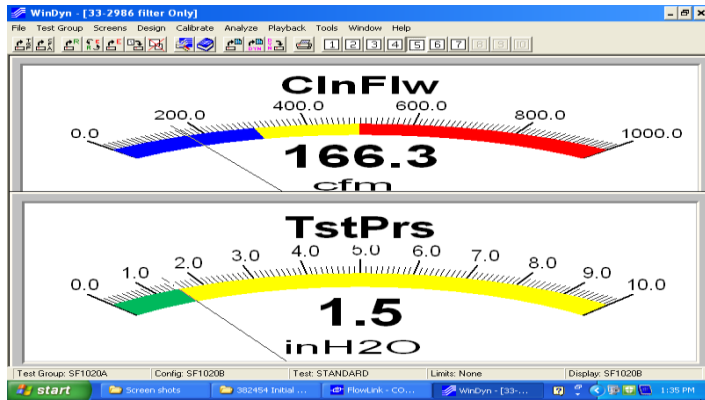 WinDyn - [33-2986 filter Only]
File Test Group Screens Design Calibrate Analyze Playback Tools Window Help
1 2 3 4 5 6 7 8 9 10
ClnFlw
0.0 200.0 400.0 600.0 800.0 1000.0
166.3
cfm
TstPrs
0.0 1.0 2.0 3.0 4.0 5.0 6.0 7.0 8.0 9.0 10.0
1.5
inH2O
Test Group: SF1020A Config: SF1020B Test: STANDARD Limits: None Display: SF1020B
start Screen shots 382454 Initial ... FlowLink - CO... WinDyn - [33-... 1:35 PM